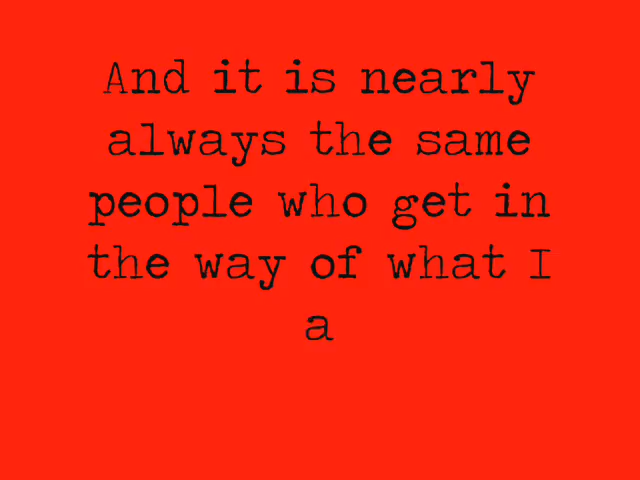 And it is nearly
always the same
people who get in
the way of what I
a